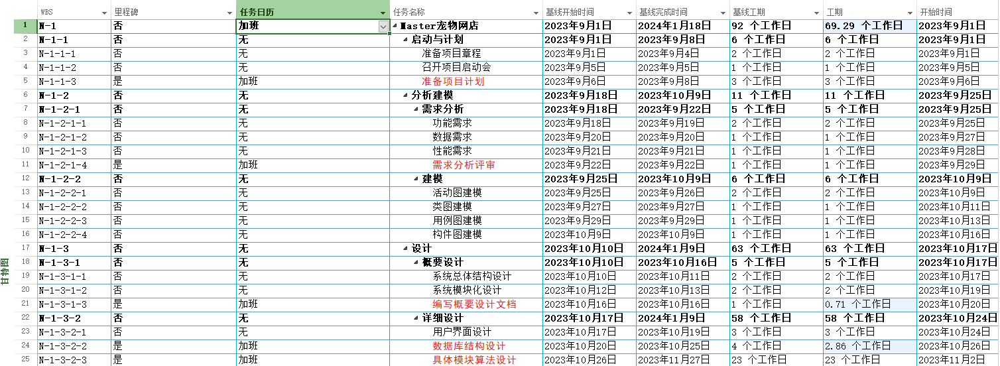 WBS 里程碑 任务日历 任务名称 基线开始时间 基线完成时间 基线工期 工期 开始时间
1 N-1 否 加班 Master宠物网店 2023年9月1日 2024年1月18日 92 个工作日 69.29 个工作日 2023年9月1日
2 N-1-1 否 无 启动与计划 2023年9月1日 2023年9月8日 6 个工作日 6 个工作日 2023年9月1日
3 N-1-1-1 否 无 准备项目章程 2023年9月1日 2023年9月4日 2 个工作日 2 个工作日 2023年9月1日
4 N-1-1-2 否 无 召开项目启动会 2023年9月5日 2023年9月5日 1 个工作日 1 个工作日 2023年9月5日
5 N-1-1-3 是 加班 准备项目计划 2023年9月6日 2023年9月8日 3 个工作日 3 个工作日 2023年9月6日
6 N-1-2 否 无 分析建模 2023年9月18日 2023年10月9日 11 个工作日 11 个工作日 2023年9月25日
7 N-1-2-1 否 无 需求分析 2023年9月18日 2023年9月22日 5 个工作日 5 个工作日 2023年9月25日
8 N-1-2-1-1 否 无 功能需求 2023年9月18日 2023年9月19日 2 个工作日 2 个工作日 2023年9月25日
9 N-1-2-1-2 否 无 数据需求 2023年9月20日 2023年9月20日 1 个工作日 1 个工作日 2023年9月27日
10 N-1-2-1-3 否 无 性能需求 2023年9月21日 2023年9月21日 1 个工作日 1 个工作日 2023年9月28日
11 N-1-2-1-4 是 加班 需求分析评审 2023年9月22日 2023年9月22日 1 个工作日 1 个工作日 2023年9月29日
12 N-1-2-2 否 无 建模 2023年9月25日 2023年10月9日 6 个工作日 6 个工作日 2023年10月9日
13 N-1-2-2-1 否 无 活动图建模 2023年9月25日 2023年9月26日 2 个工作日 2 个工作日 2023年10月9日
14 N-1-2-2-2 否 无 类图建模 2023年9月27日 2023年9月27日 1 个工作日 1 个工作日 2023年10月11日
15 N-1-2-2-3 否 无 用例图建模 2023年9月29日 2023年9月29日 1 个工作日 1 个工作日 2023年10月13日
16 N-1-2-2-4 否 无 构件图建模 2023年10月9日 2023年10月9日 1 个工作日 1 个工作日 2023年10月16日
17 N-1-3 否 无 设计 2023年10月10日 2024年1月9日 63 个工作日 63 个工作日 2023年10月17日
18 N-1-3-1 否 无 概要设计 2023年10月10日 2023年10月16日 5 个工作日 5 个工作日 2023年10月17日
19 N-1-3-1-1 否 无 系统总体结构设计 2023年10月10日 2023年10月11日 2 个工作日 2 个工作日 2023年10月17日
20 N-1-3-1-2 否 无 系统模块化设计 2023年10月12日 2023年10月13日 2 个工作日 2 个工作日 2023年10月19日
21 N-1-3-1-3 是 加班 编写概要设计文档 2023年10月16日 2023年10月16日 1 个工作日 0.71 个工作日 2023年10月20日
22 N-1-3-2 否 无 详细设计 2023年10月17日 2024年1月9日 58 个工作日 58 个工作日 2023年10月24日
23 N-1-3-2-1 否 无 用户界面设计 2023年10月17日 2023年10月19日 3 个工作日 3 个工作日 2023年10月24日
24 N-1-3-2-2 是 加班 数据库结构设计 2023年10月20日 2023年10月25日 4 个工作日 2.86 个工作日 2023年10月26日
25 N-1-3-2-3 是 加班 具体模块算法设计 2023年10月26日 2023年11月27日 23 个工作日 23 个工作日 2023年11月2日
甘特图